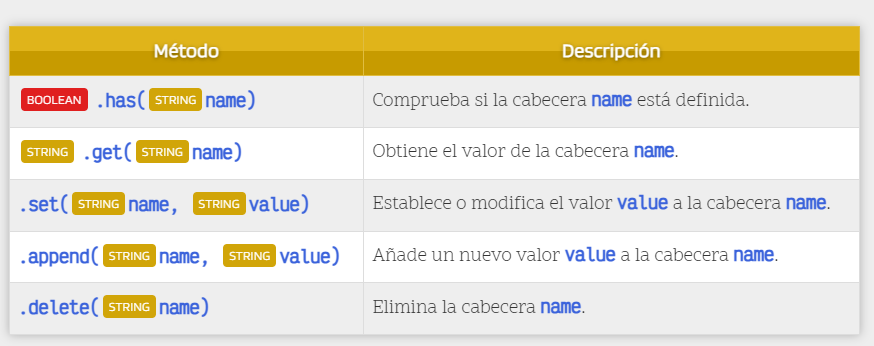 Método Descripción
BOOLEAN .has( STRING name) Comprueba si la cabecera name está definida.
STRING .get( STRING name) Obtiene el valor de la cabecera name.
.set( STRING name, STRING value) Establece o modifica el valor value a la cabecera name.
.append( STRING name, STRING value) Añade un nuevo valor value a la cabecera name.
.delete( STRING name) Elimina la cabecera name.